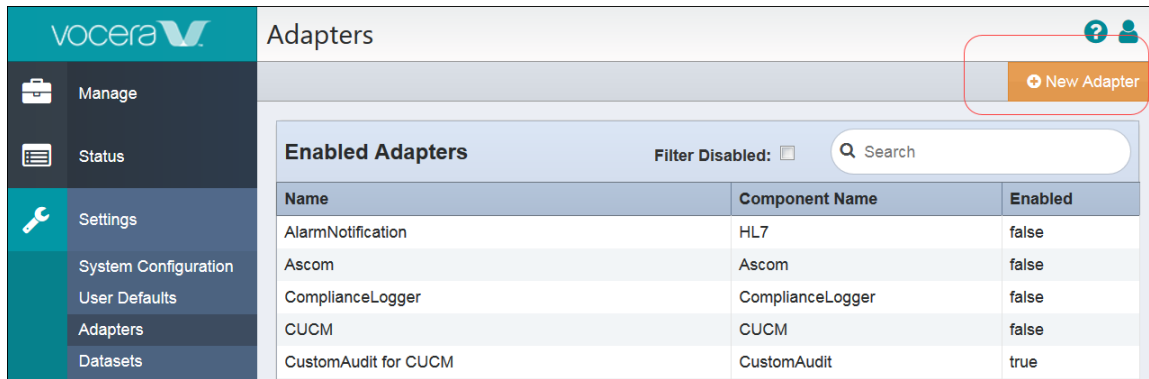 vocera
Adapters
Manage
New Adapter
Status
Enabled Adapters Filter Disabled: Search
Name Component Name Enabled
Settings
AlarmNotification HL7 false
System Configuration Ascom Ascom false
User Defaults ComplianceLogger ComplianceLogger false
Adapters CUCM CUCM false
Datasets CustomAudit for CUCM CustomAudit true